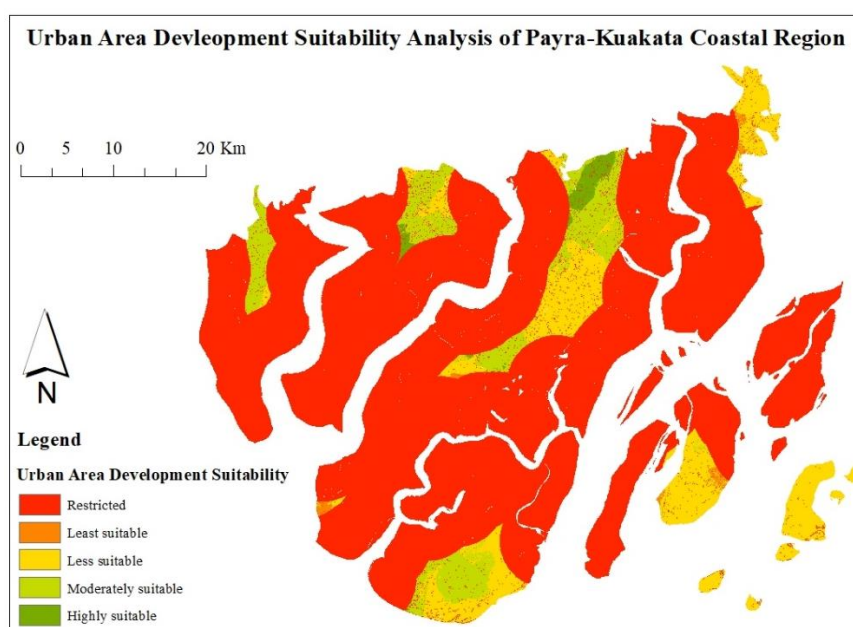 Urban Area Devleopment Suitability Analysis of Payra-Kuakata Coastal Region
0 5 10 20 Km
N
Legend
Urban Area Development Suitability
Restricted
Least suitable
Less suitable
Moderately suitable
Highly suitable